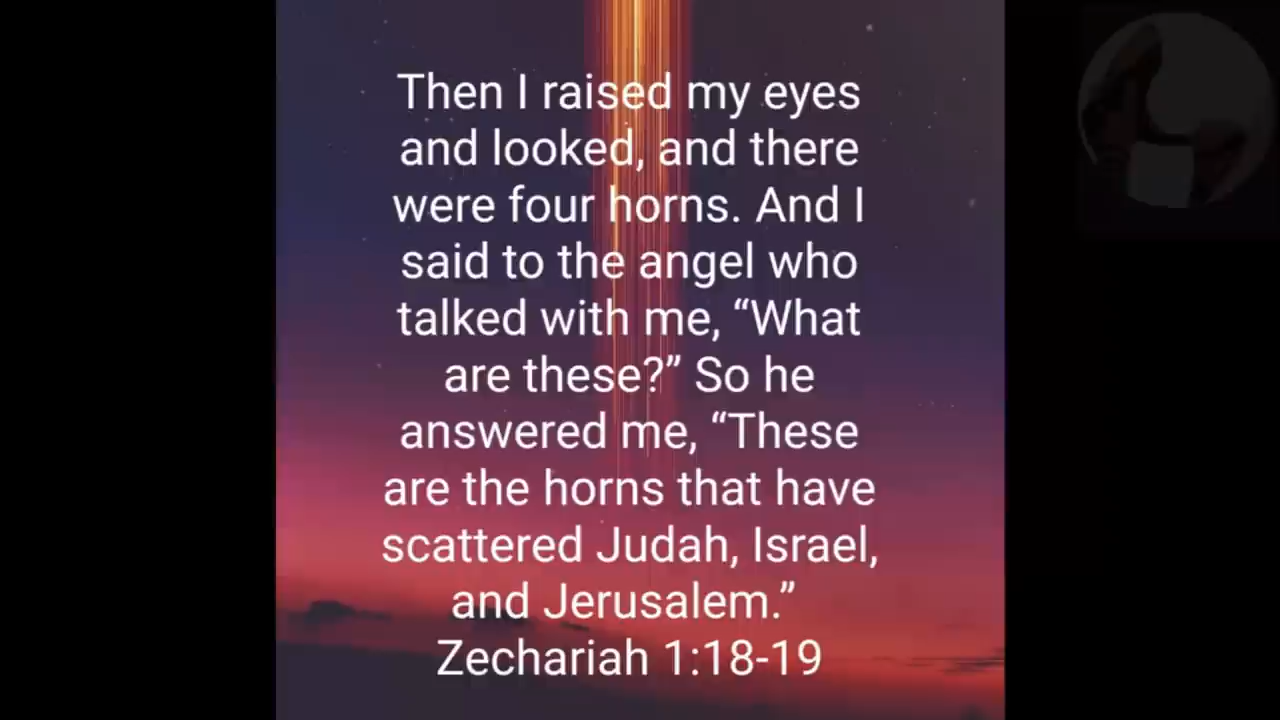 Then I raised my eyes
and looked, and there
were four horns. And I
said to the angel who
talked with me, “What
are these?” So he
answered me, “These
are the horns that have
scattered Judah, Israel,
and Jerusalem.”
Zechariah 1:18-19